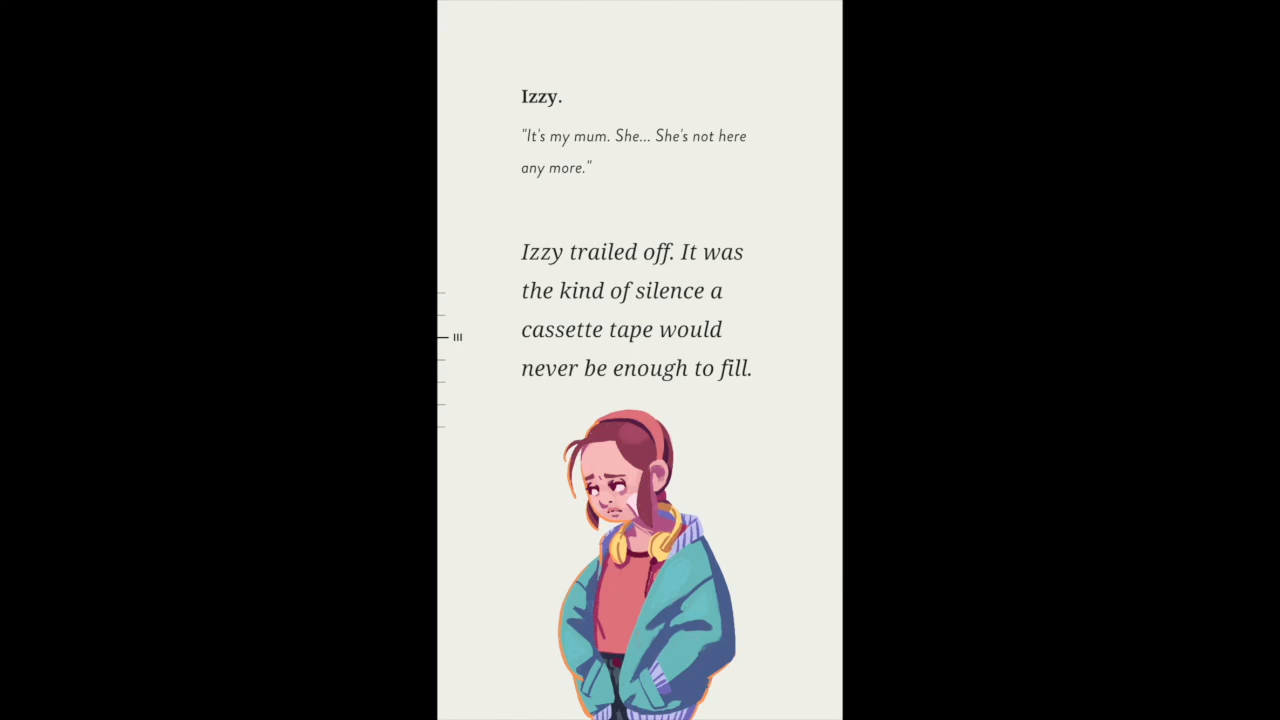 Izzy.
"It's my mum. She... She's not here
any more."
Izzy trailed off. It was
the kind of silence a
III
cassette tape would
never be enough to fill.